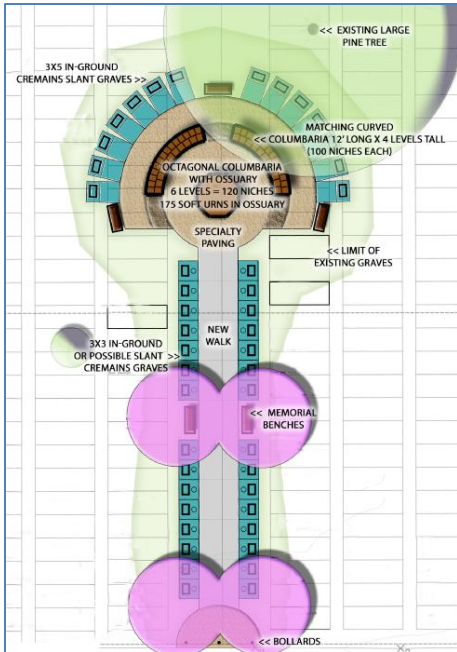 << EXISTING LARGE
PINE TREE
3X5 IN-GROUND
CREMAINS SLANT GRAVES >>
MATCHING CURVED
<< COLUMBARIA 12' LONG X 4 LEVELS TALL
(100 NICHES EACH)
OCTAGONAL COLUMBARIA
WITH OSSUARY
6 LEVELS = 120 NICHES
175 SOFT URNS IN OSSUARY
SPECIALTY
PAVING
<< LIMIT OF
EXISTING GRAVES
NEW
WALK
3X3 IN-GROUND
OR POSSIBLE SLANT >>
CREMAINS GRAVES
<< MEMORIAL
BENCHES
<< BOLLARDS